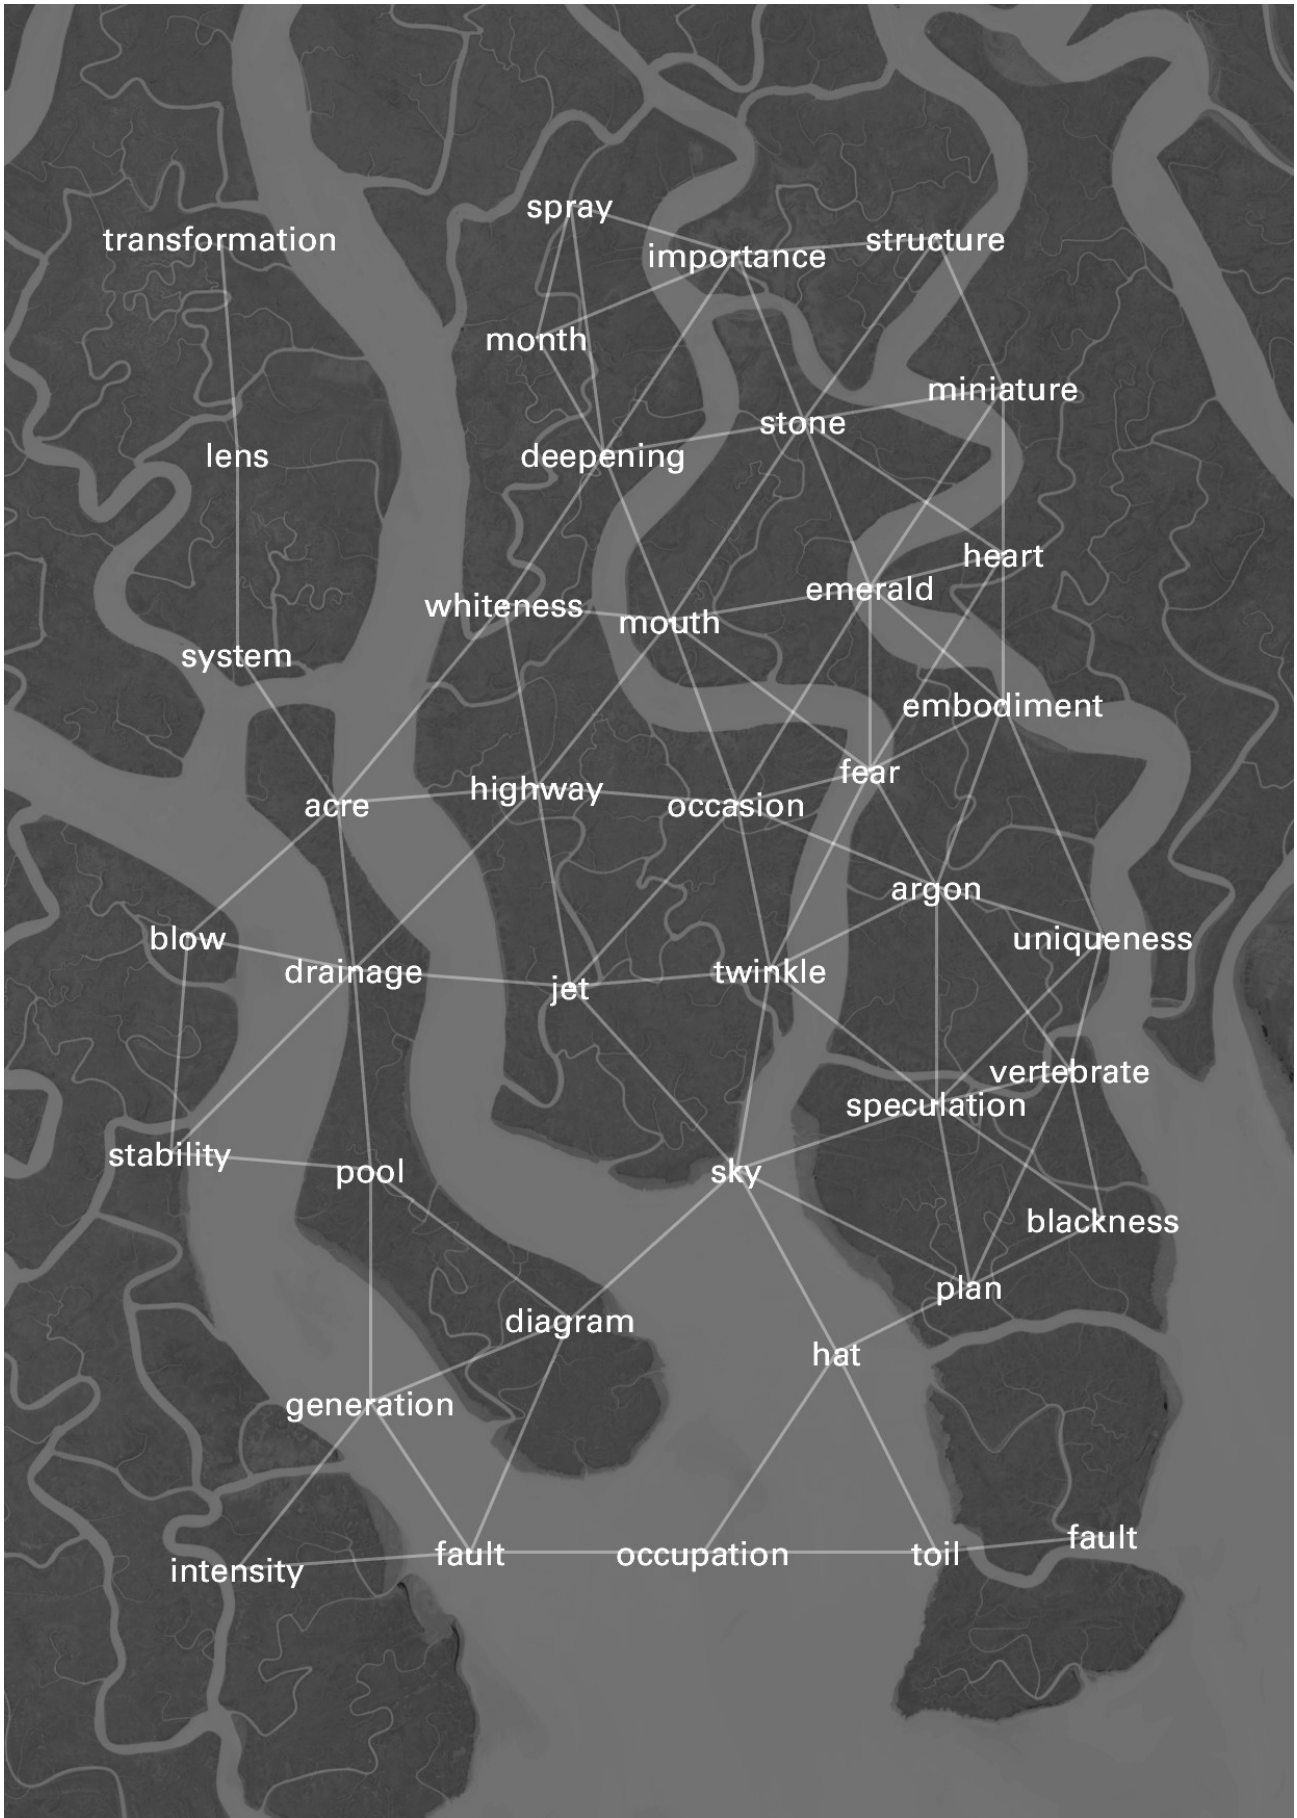 spray
transformation
structure
importance
month
miniature
stone
lens
deepening
heart
emerald
whiteness
mouth
system
embodiment
fear
highway
acre
occasion
argon
blow
uniqueness
drainage
twinkle
jet
vertebrate
speculation
stability
pool
sky
blackness
plan
diagram
hat
generation
fault
fault
occupation
toil
intensity